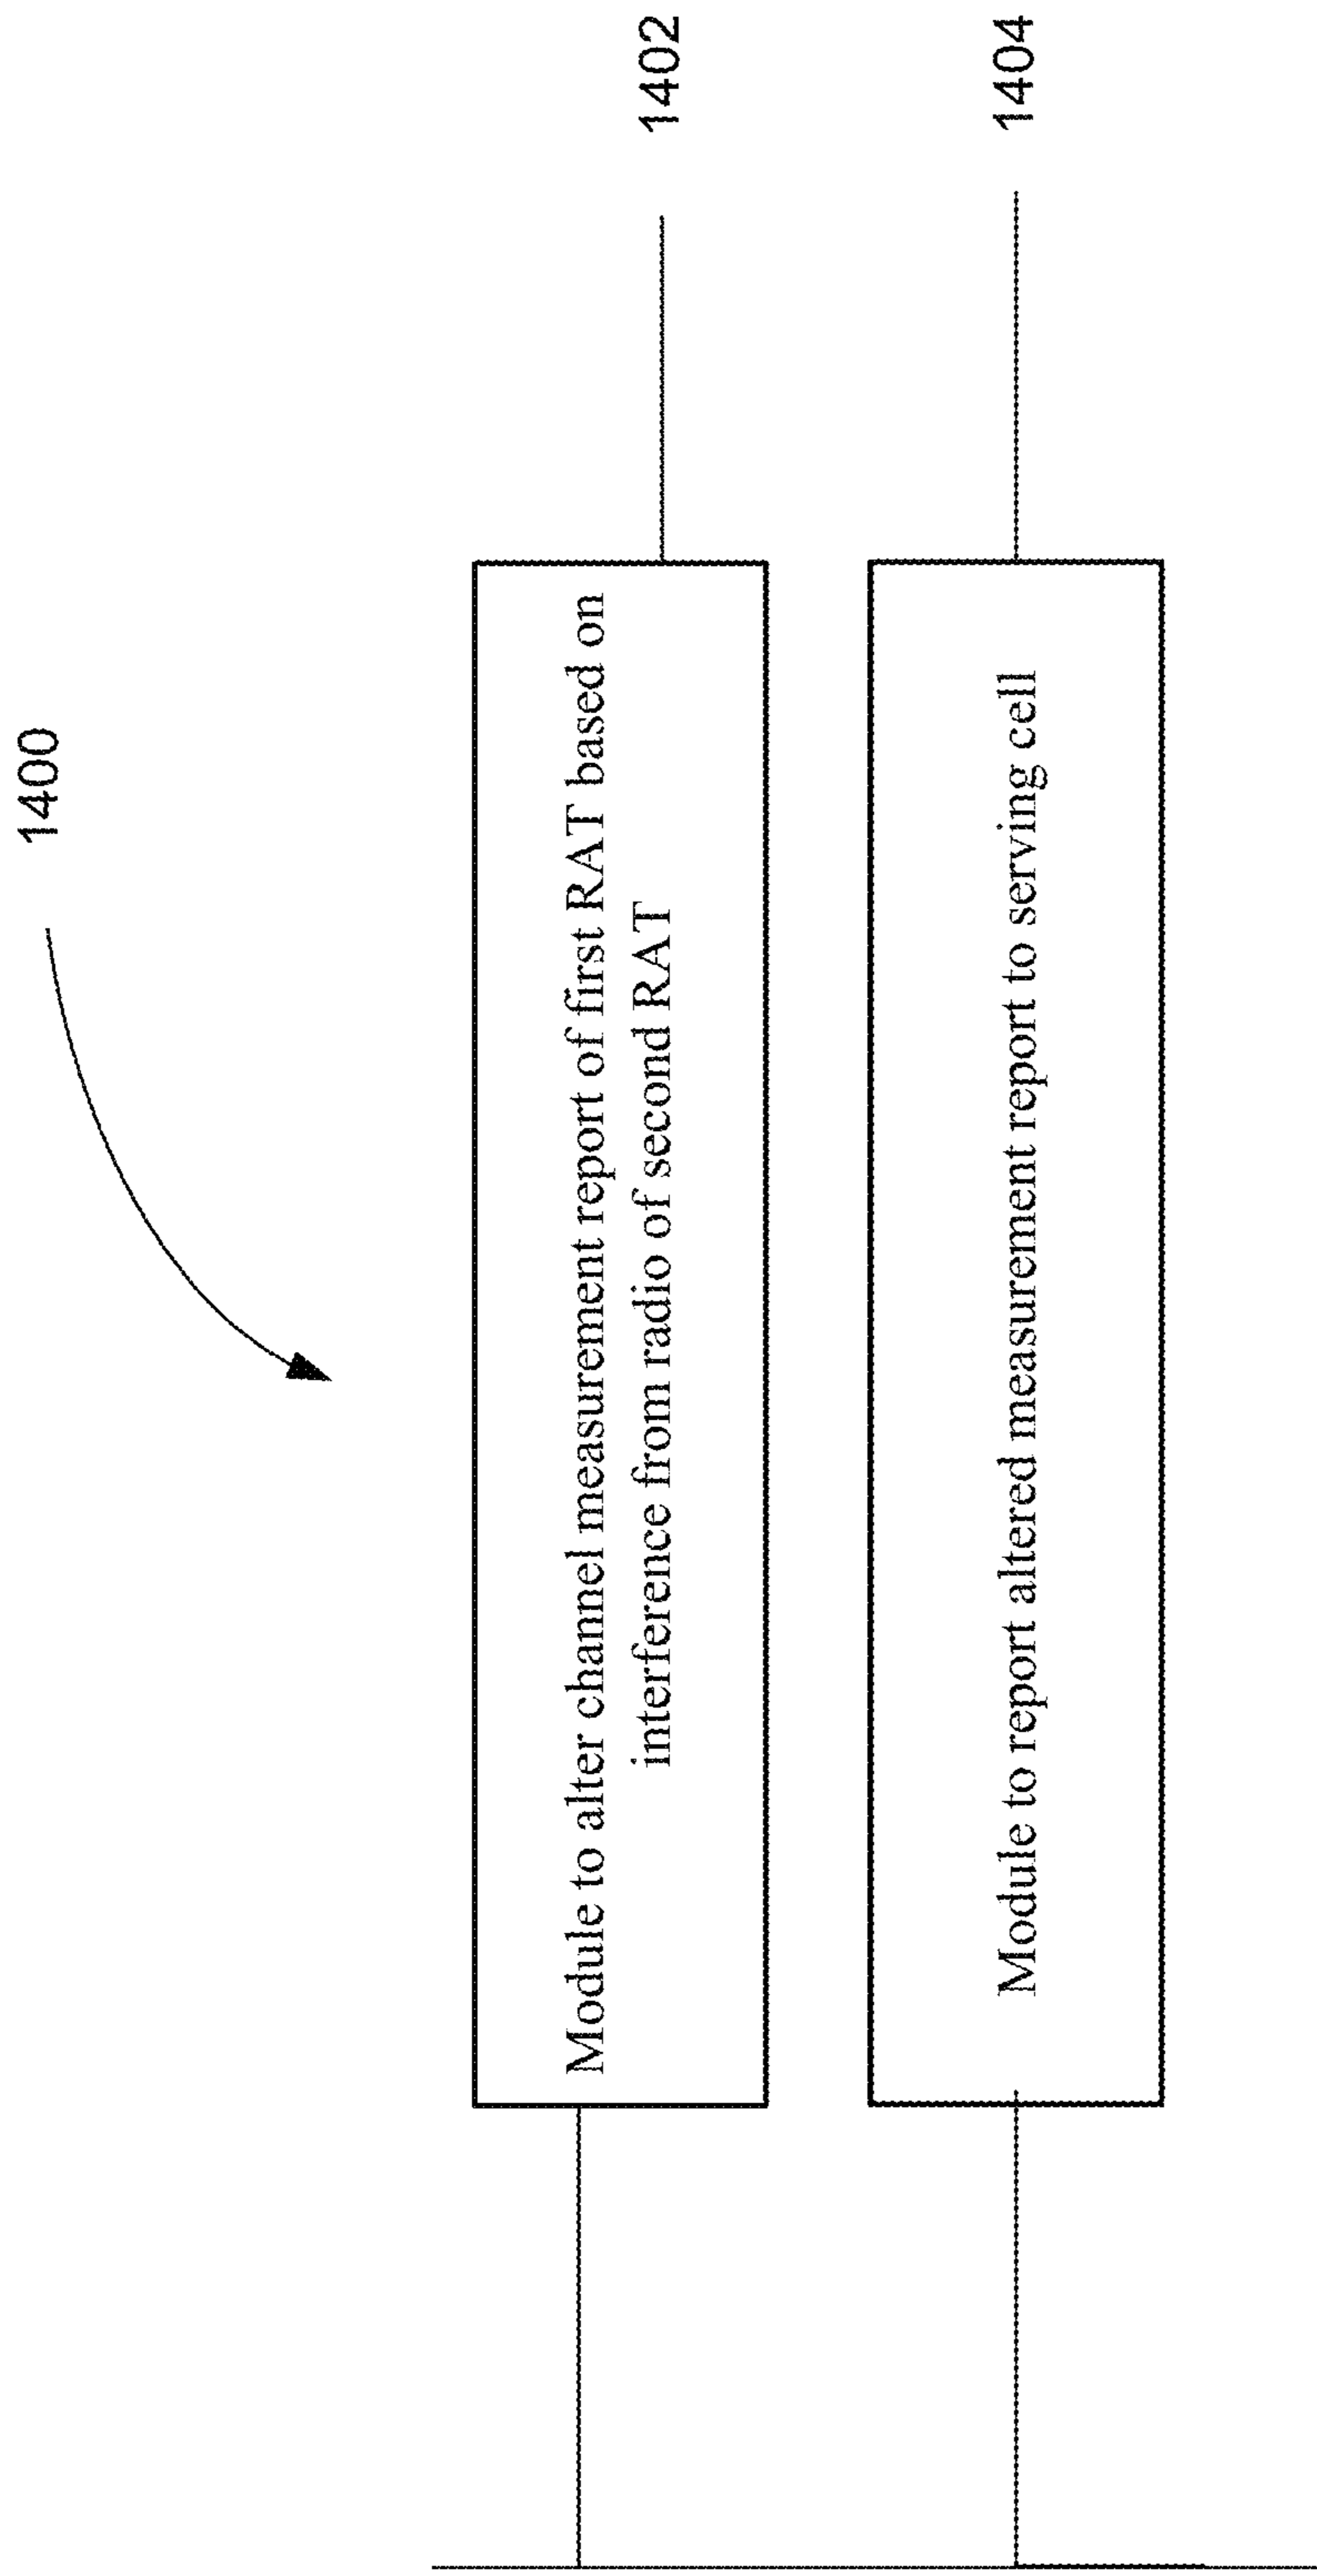 1400
Module to alter channel measurement report of first RAT based on
interference from radio of second RAT
1402
Module to report altered measurement report to serving cell
1404